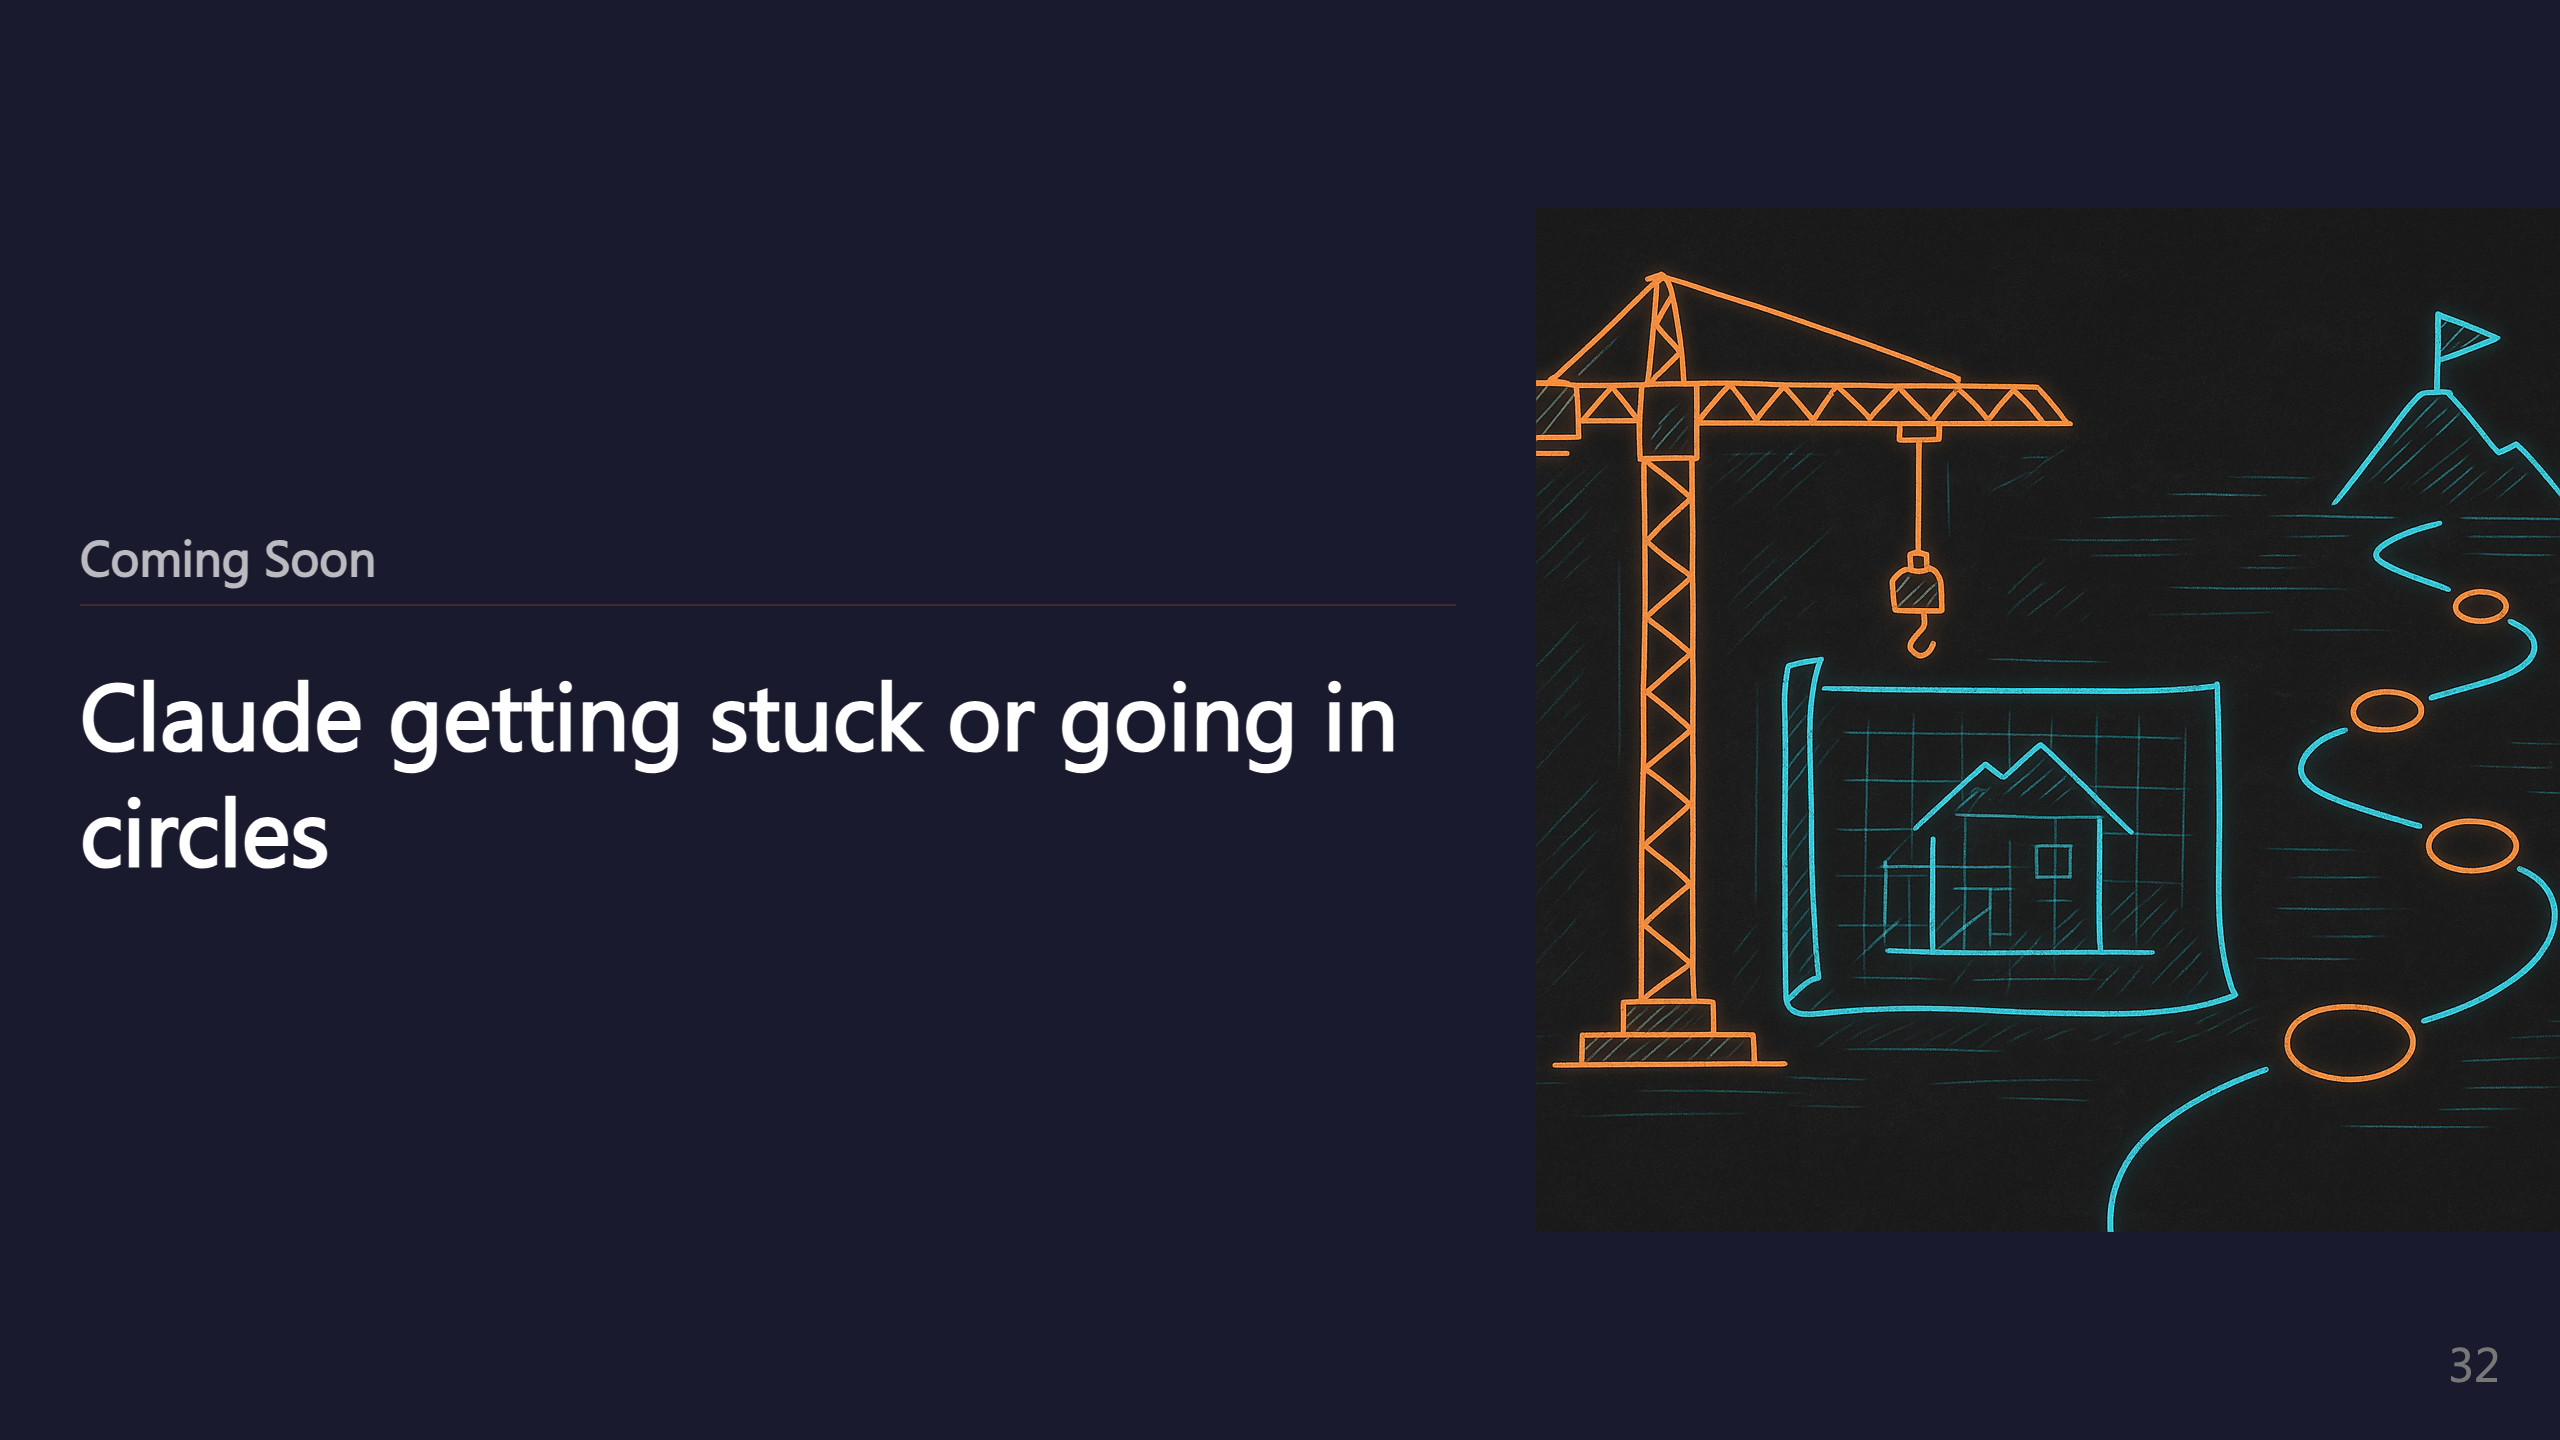 Coming Soon
Claude getting stuck or going in
circles
32